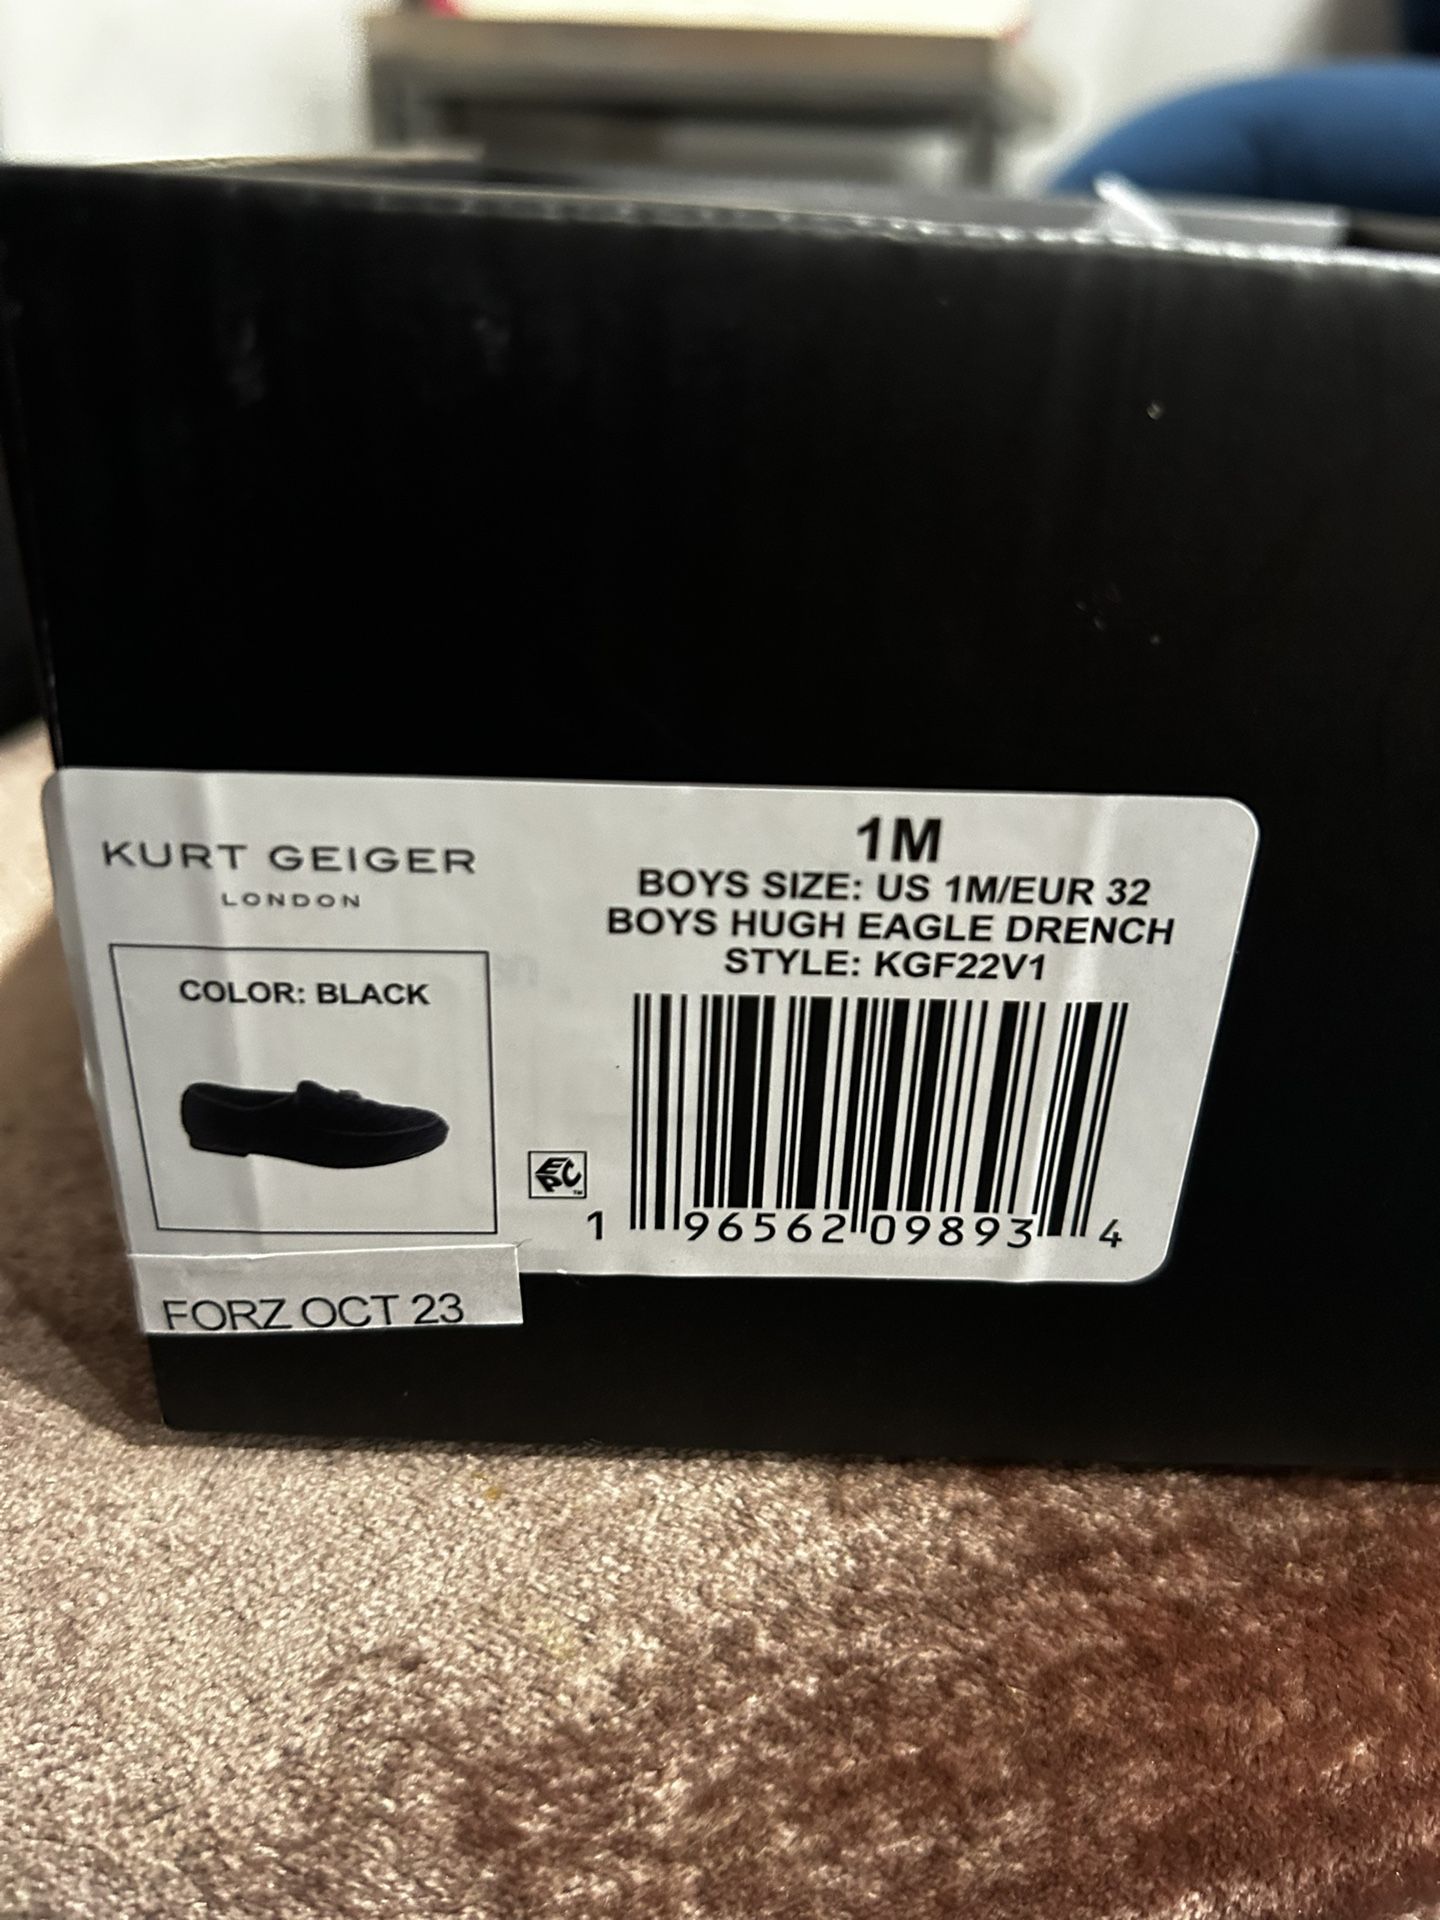 KURT GEIGER
LONDON
COLOR: BLACK
1M
BOYS SIZE: US 1M/EUR 32
BOYS HUGH EAGLE DRENCH
STYLE: KGF22V1
EPC™
1 96562 09893 4
FORZ OCT 23